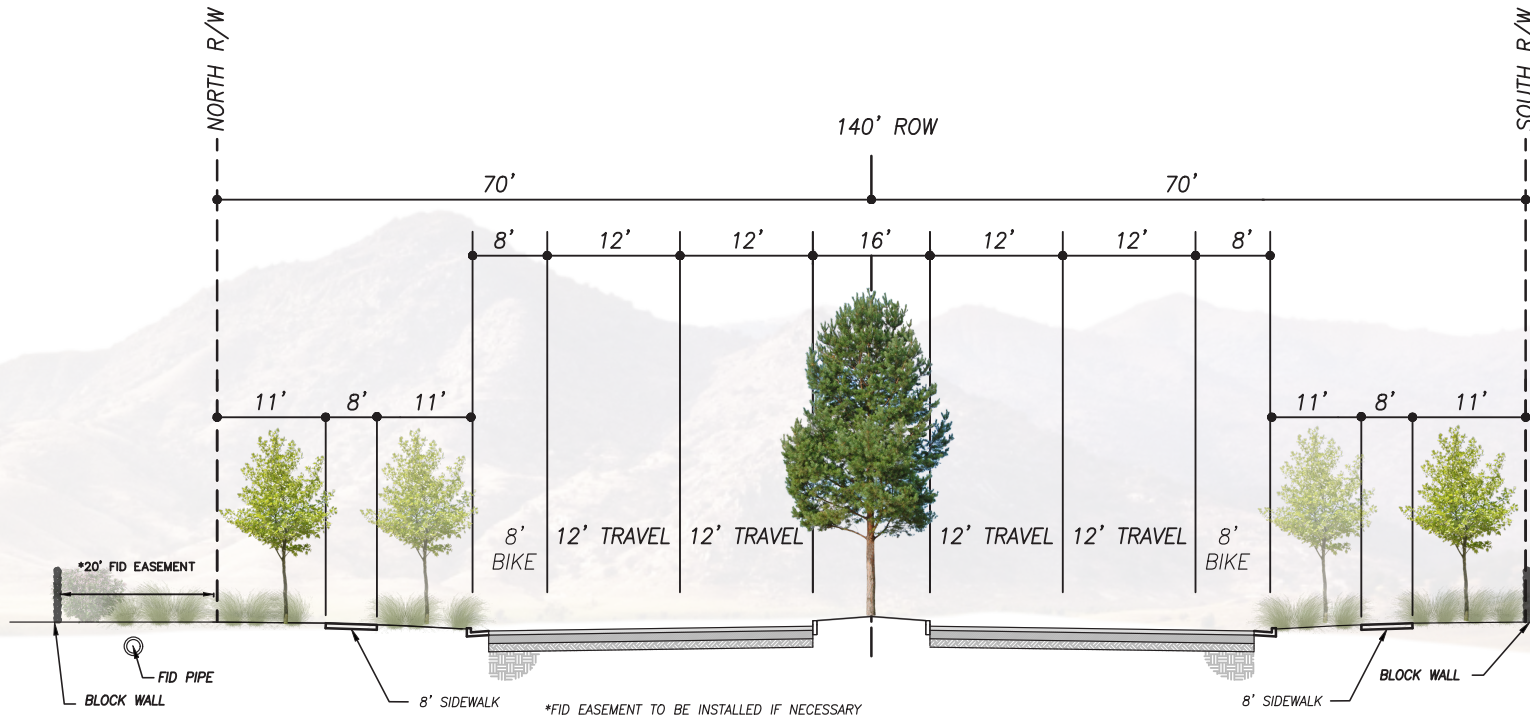 NORTH R/W
SOUTH R/W
140' ROW
70'
70'
8'
12'
12'
16'
12'
12'
8'
11'
8'
11'
11'
8'
11'
8'
BIKE
12' TRAVEL
12' TRAVEL
12' TRAVEL
12' TRAVEL
8'
BIKE
*20' FID EASEMENT
FID PIPE
BLOCK WALL
8' SIDEWALK
*FID EASEMENT TO BE INSTALLED IF NECESSARY
8' SIDEWALK
BLOCK WALL